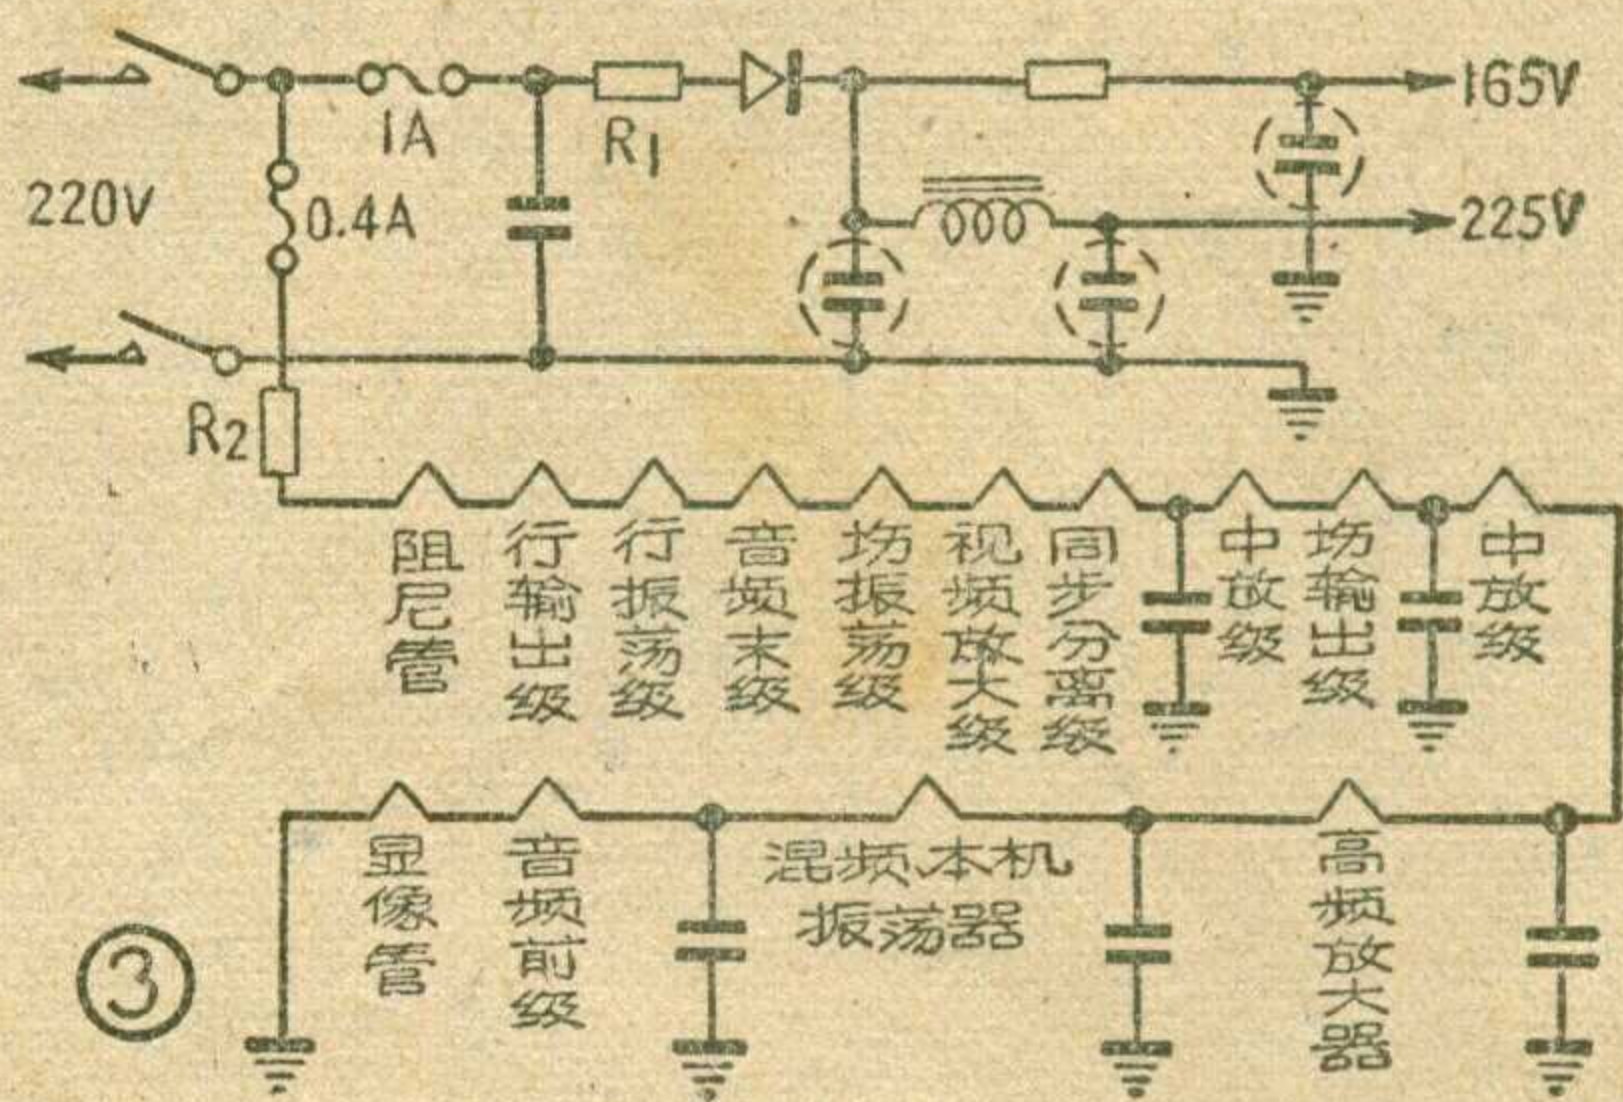 165V
1A
R1
220V
0.4A
225V
R2
阻尼管
行输出级
行振荡级
音频末级
场振荡级
视频放大级
同步分离级
中放级
场输出级
中放级
显像管
音频前级
混频、本机
振荡器
高频放大器
③